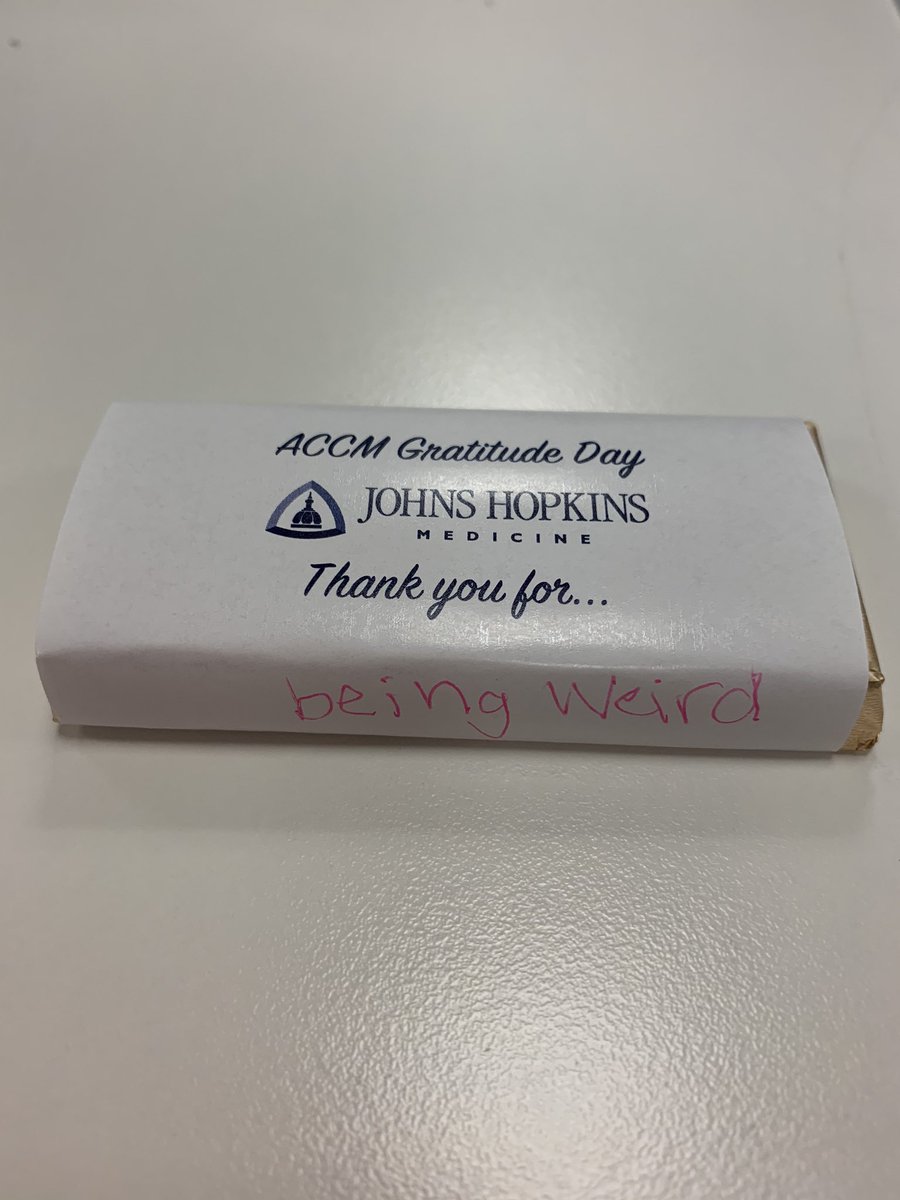 ACCM Gratitude Day
JOHNS HOPKINS
MEDICINE
Thank you for...
being weird